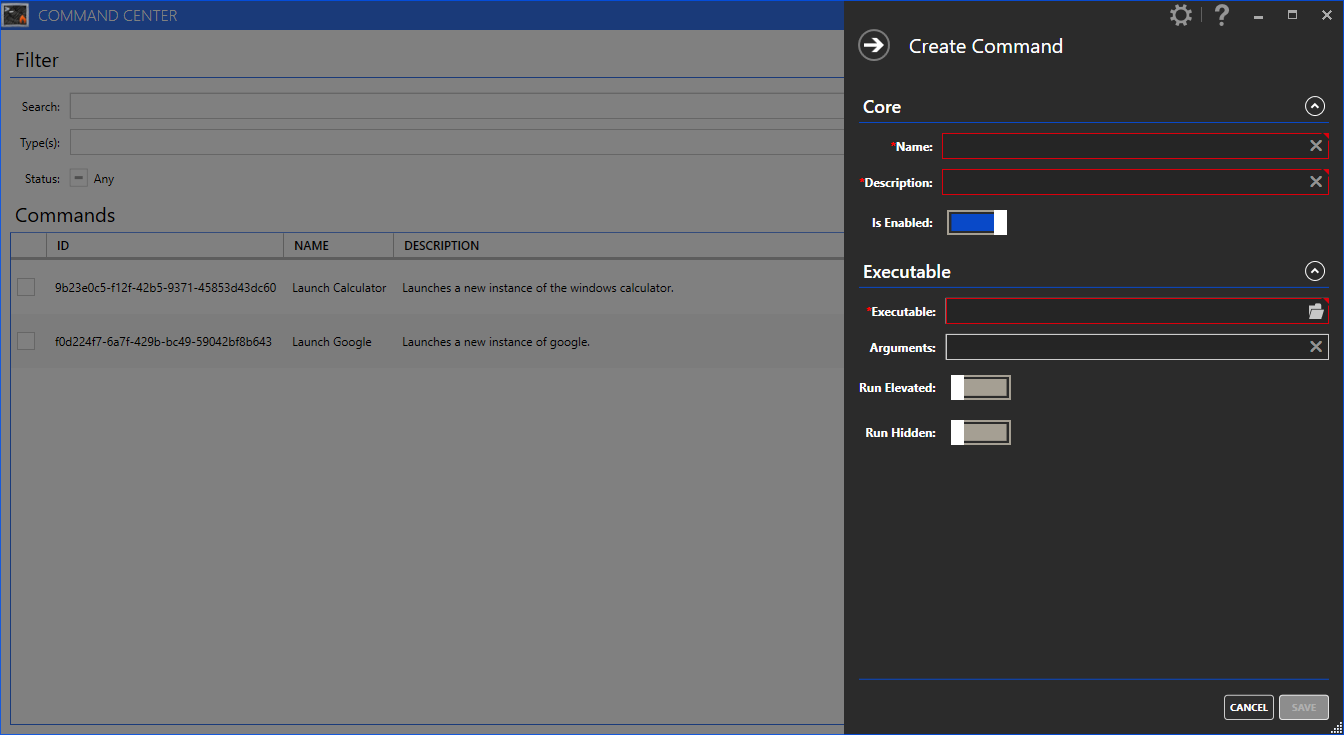 COMMAND CENTER
Filter
Search:
Type(s):
Status: Any
Commands
ID NAME DESCRIPTION
9b23e0c5-f12f-42b5-9371-45853d43dc60 Launch Calculator Launches a new instance of the windows calculator.
f0d224f7-6a7f-429b-bc49-59042bf8b643 Launch Google Launches a new instance of google.
Create Command
Core
*Name:
*Description:
Is Enabled:
Executable
*Executable:
Arguments:
Run Elevated:
Run Hidden:
CANCEL SAVE